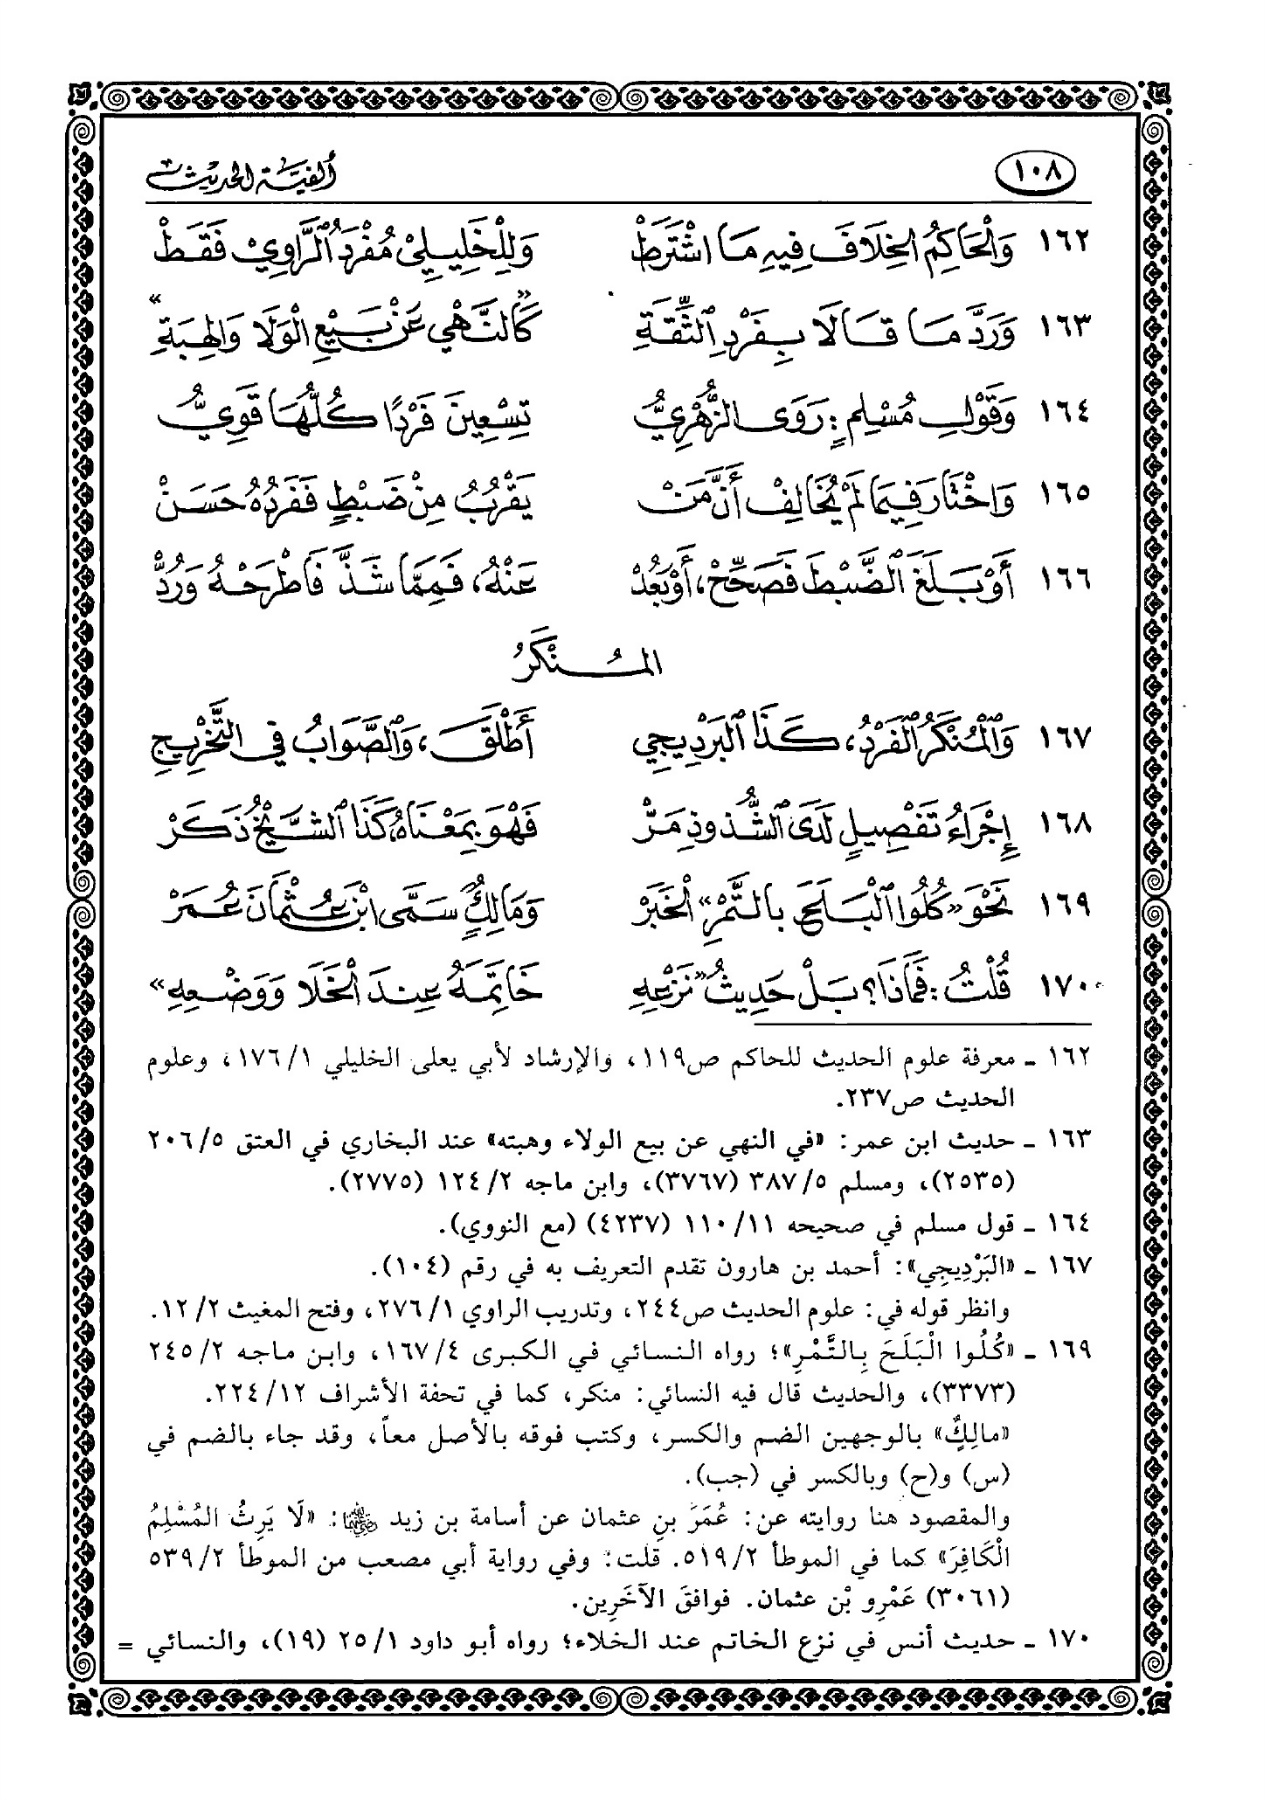 ١٠٨ ألفية الحديث
١٦٢ وَالْحَاكِمُ الخِلَافَ فِيهِ مَا اشْتَرَطْ وَلِلْخَلِيلِيْ مُفْرَدُ الرَّاوِيْ فَقَطْ
١٦٣ وَرَدَّ مَا قَالَا بِفَرْدِ الثِّقَةِ «كَالنَّهْيِ عَنْ بَيْعِ الْوَلَا وَالهِبَةِ»
١٦٤ وَقَوْلِ مُسْلِمٍ: رَوَى الزُّهْرِيُّ تِسْعِينَ فَرْدًا كُلُّهَا قَوِيُّ
١٦٥ وَاخْتَارَ فِيمَا لَمْ يُخَالِفْ أَنَّ مَنْ يَقْرُبُ مِنْ ضَبْطٍ فَفَرْدُهُ حَسَنْ
١٦٦ أَوْ بَلَغَ الضَّبْطَ فَصَحِّحْ، أَوْ بَعُدْ عَنْهُ، فَمِمَّا شَذَّ فَاطْرَحْهُ وَرُدْ
المُنْكَرُ
١٦٧ وَالْمُنْكَرُ الْفَرْدُ، كَذَا الْبَرْدِيجِي أَطْلَقَ، وَالصَّوَابُ فِي التَّخْرِيجِ
١٦٨ إِجْرَاءُ تَفْصِيلٍ لَدَى الشُّذُوذِ مَرّْ فَهْوَ بِمَعْنَاهُ كَذَا الشَّيْخُ ذَكَرْ
١٦٩ نَحْوَ «كُلُوا الْبَلَحَ بِالتَّمْرِ» الْخَبَرْ وَمَالِكٌ سَمَّى ابْنَ عُثْمَانَ عُمَرْ
١٧٠ قُلْتُ: فَمَاذَا؟ بَلْ حَدِيثُ «نَزْعِهِ خَاتَمَهُ عِنْدَ الْخَلَا وَوَضْعِهِ»
١٦٢ ـ معرفة علوم الحديث للحاكم ص١١٩، والإرشاد لأبي يعلى الخليلي ١/ ١٧٦، وعلوم
الحديث ص٢٣٧.
١٦٣ ـ حديث ابن عمر: «في النهي عن بيع الولاء وهبته» عند البخاري في العتق ٥/ ٢٠٦
(٢٥٣٥)، ومسلم ٥/ ٣٨٧ (٣٧٦٧)، وابن ماجه ٢/ ١٢٤ (٢٧٧٥).
١٦٤ ـ قول مسلم في صحيحه ١١/ ١١٠ (٤٢٣٧) (مع النووي).
١٦٧ ـ «البَرْدِيجِي»: أحمد بن هارون تقدم التعريف به في رقم (١٠٤).
وانظر قوله في: علوم الحديث ص٢٤٤، وتدريب الراوي ١/ ٢٧٦، وفتح المغيث ٢/ ١٢.
١٦٩ ـ «كُلُوا الْبَلَحَ بِالتَّمْرِ»؛ رواه النسائي في الكبرى ٤/ ١٦٧، وابن ماجه ٢/ ٢٤٥
(٣٣٧٣)، والحديث قال فيه النسائي: منكر، كما في تحفة الأشراف ١٢/ ٢٢٤.
«مالِكٌ» بالوجهين الضم والكسر، وكتب فوقه بالأصل معاً، وقد جاء بالضم في
(س) و(ح) وبالكسر في (جب).
والمقصود هنا روايته عن: عُمَرَ بنِ عثمان عن أسامة بن زيد ﷺ: «لَا يَرِثُ المُسْلِمُ
الْكَافِرَ» كما في الموطأ ٢/ ٥١٩. قلت: وفي رواية أبي مصعب من الموطأ ٢/ ٥٣٩
(٣٠٦١) عَمْرِو بْن عثمان. فوافقَ الآخَرِين.
١٧٠ ـ حديث أنس في نزع الخاتم عند الخلاء؛ رواه أبو داود ١/ ٢٥ (١٩)، والنسائي =